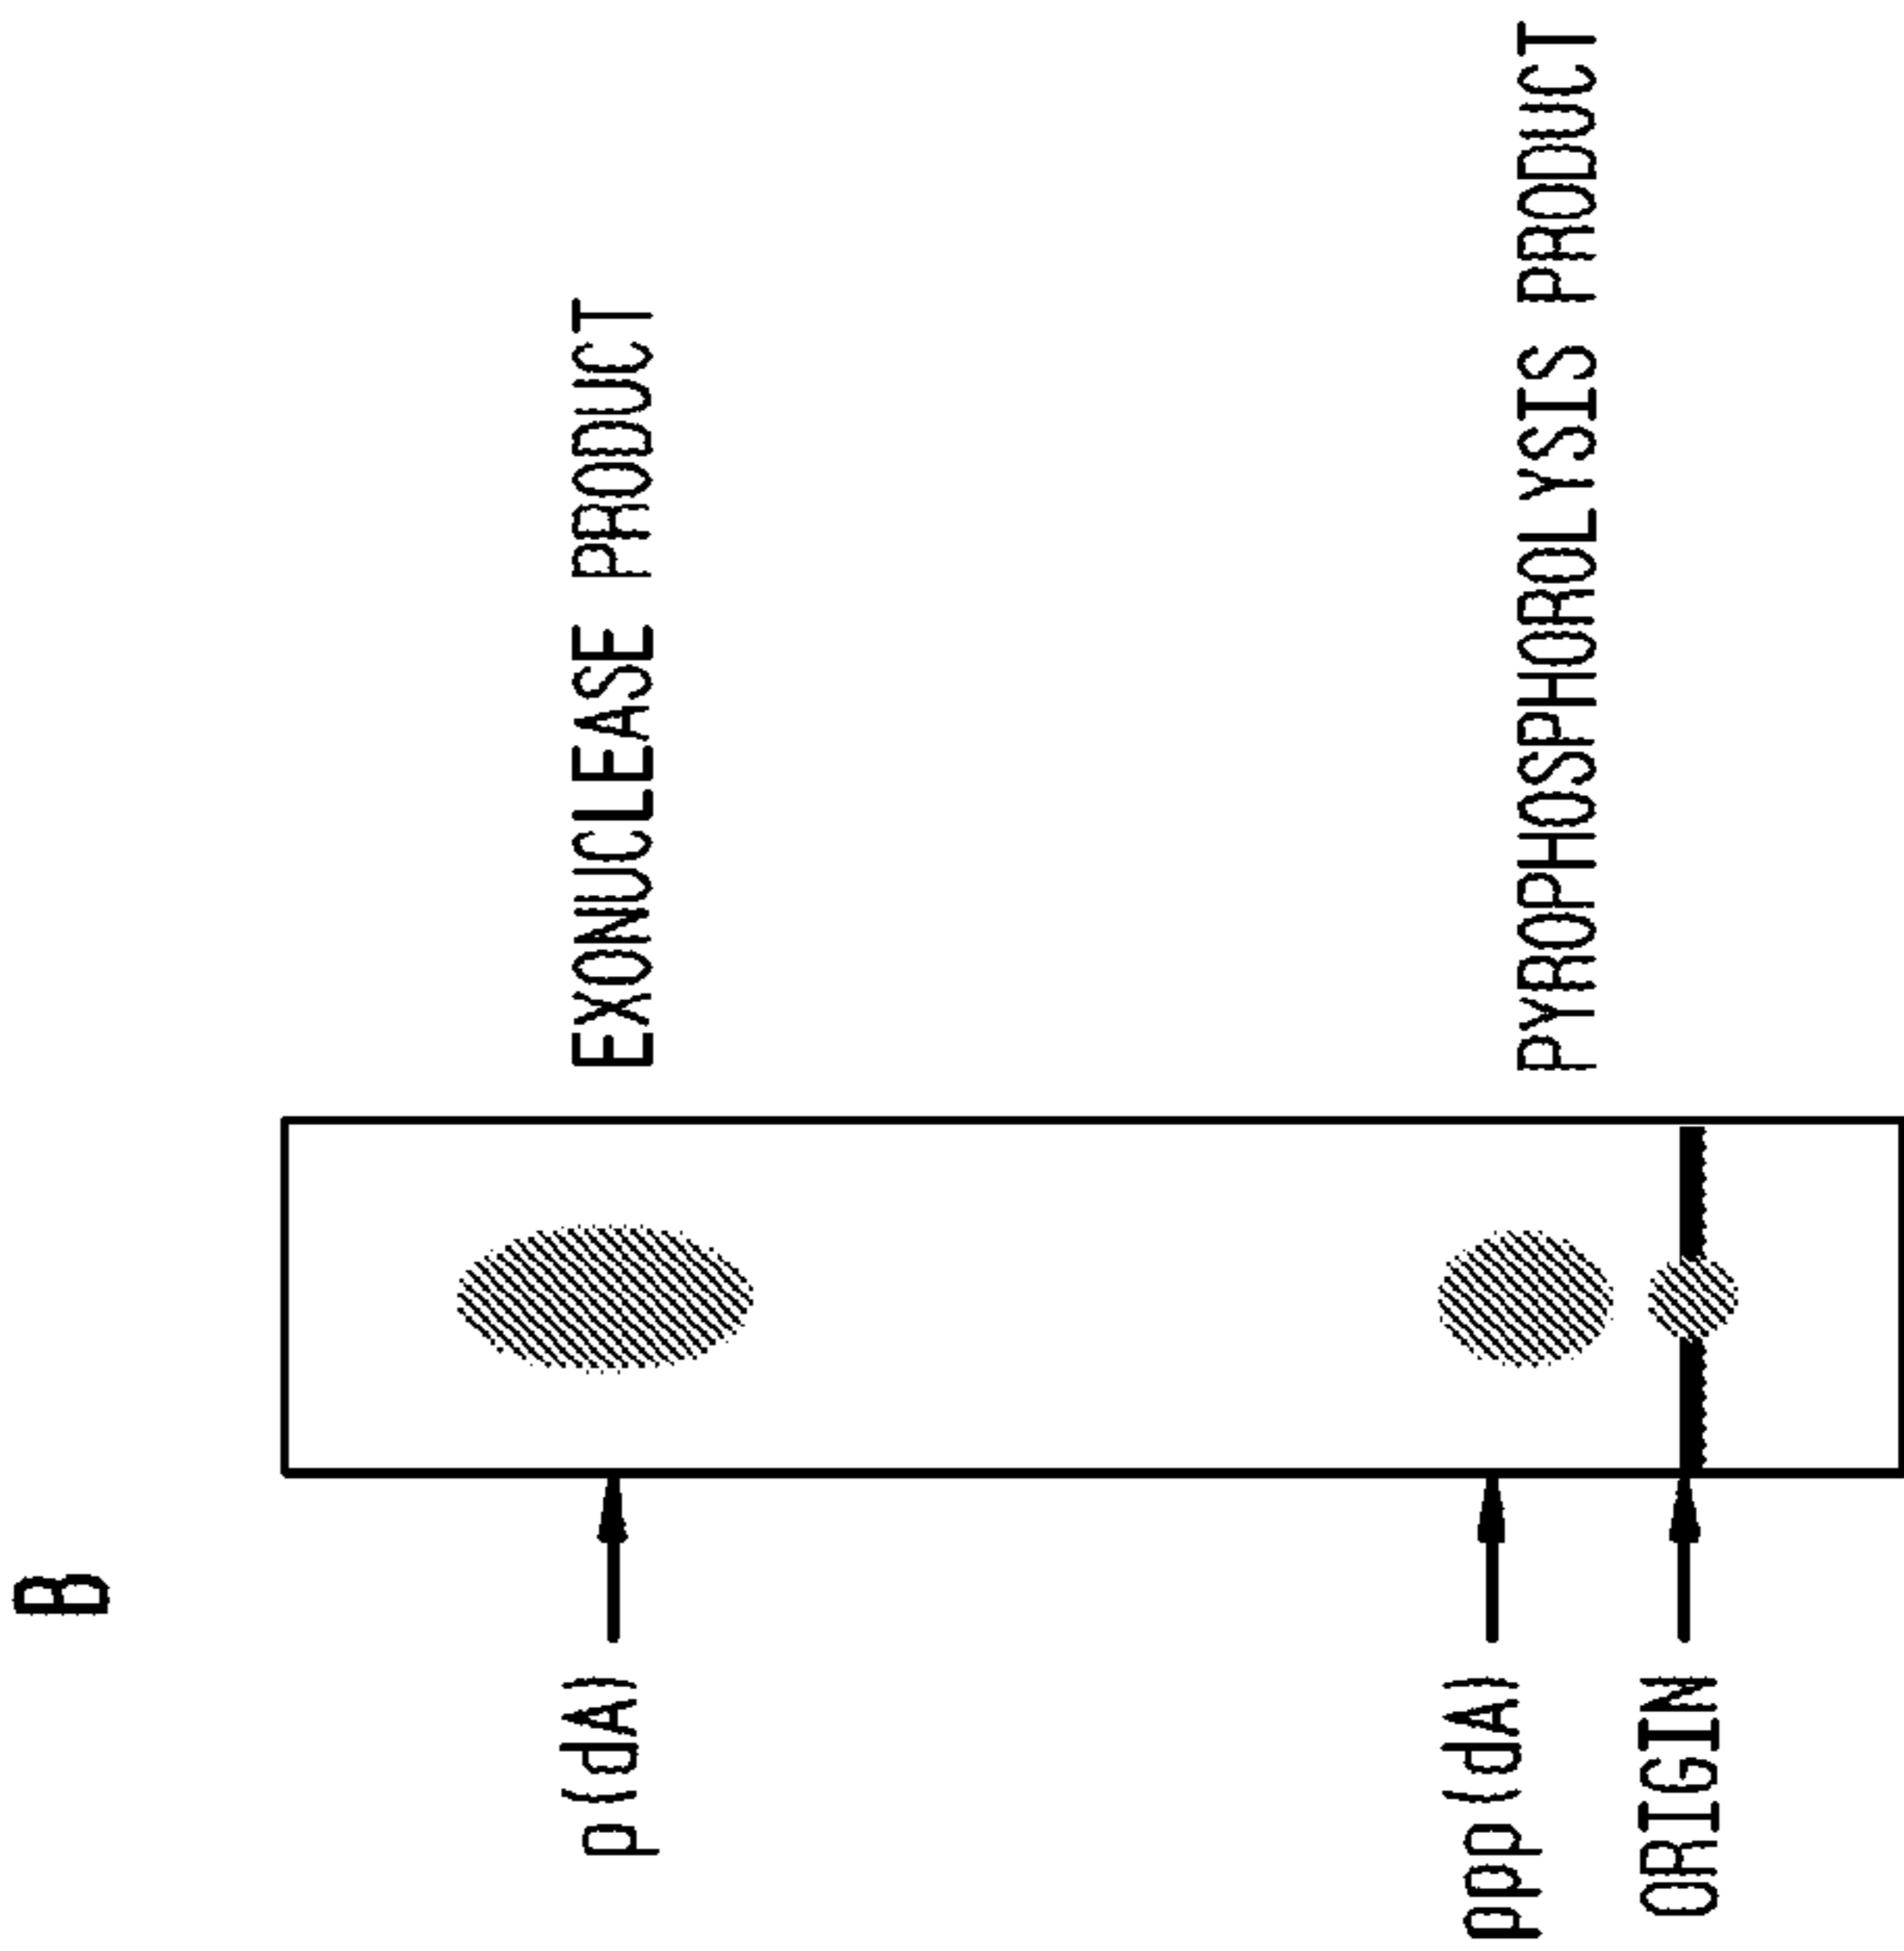 B
p(dA)
EXONUCLEASE PRODUCT
ppp(dA)
PYROPHOSPHOROLYSIS PRODUCT
ORIGIN